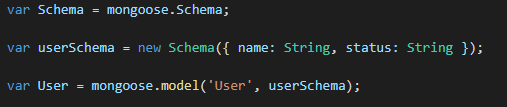 var Schema = mongoose.Schema;
var userSchema = new Schema({ name: String, status: String });
var User = mongoose.model('User', userSchema);